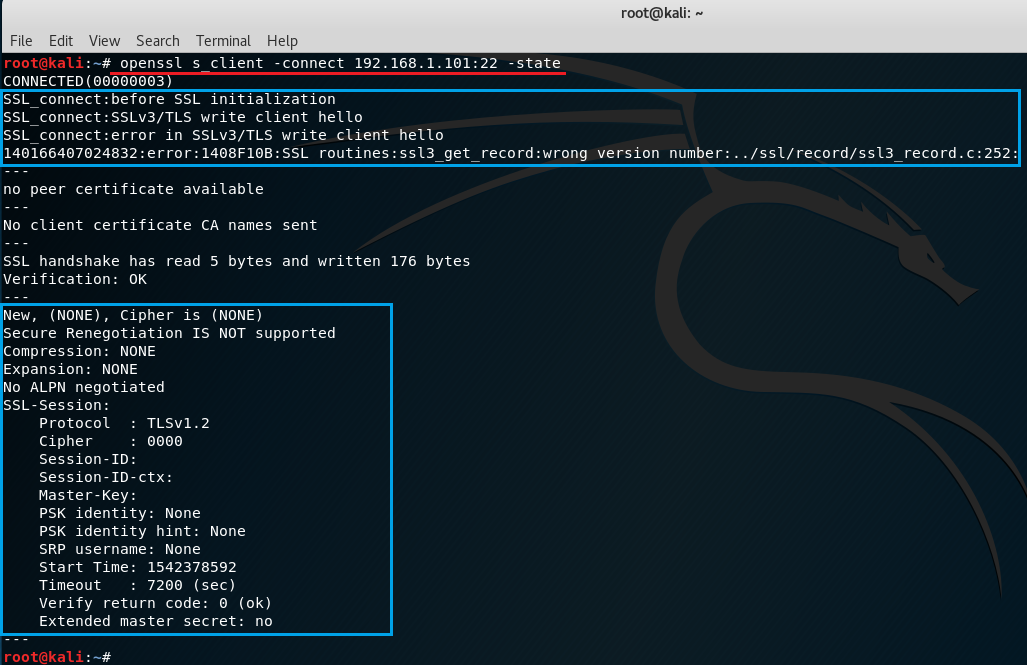 root@kali: ~
File Edit View Search Terminal Help
root@kali:~# openssl s_client -connect 192.168.1.101:22 -state
CONNECTED(00000003)
SSL_connect:before SSL initialization
SSL_connect:SSLv3/TLS write client hello
SSL_connect:error in SSLv3/TLS write client hello
140166407024832:error:1408F10B:SSL routines:ssl3_get_record:wrong version number:../ssl/record/ssl3_record.c:252:
---
no peer certificate available
---
No client certificate CA names sent
---
SSL handshake has read 5 bytes and written 176 bytes
Verification: OK
---
New, (NONE), Cipher is (NONE)
Secure Renegotiation IS NOT supported
Compression: NONE
Expansion: NONE
No ALPN negotiated
SSL-Session:
    Protocol  : TLSv1.2
    Cipher    : 0000
    Session-ID:
    Session-ID-ctx:
    Master-Key:
    PSK identity: None
    PSK identity hint: None
    SRP username: None
    Start Time: 1542378592
    Timeout   : 7200 (sec)
    Verify return code: 0 (ok)
    Extended master secret: no
---
root@kali:~#